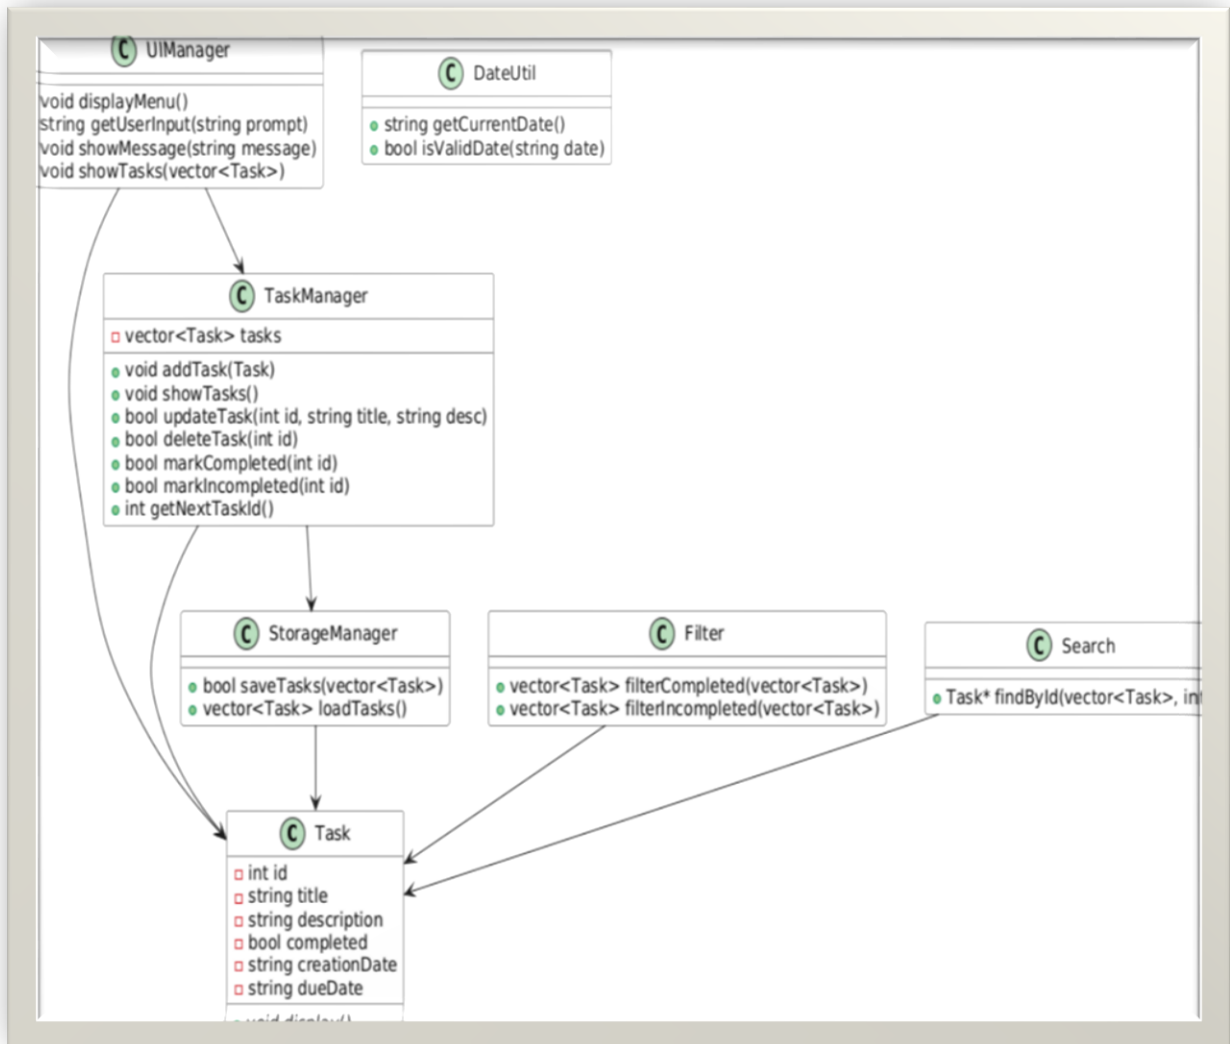 C UIManager
void displayMenu()
string getUserInput(string prompt)
void showMessage(string message)
void showTasks(vector<Task>)
C DateUtil
string getCurrentDate()
bool isValidDate(string date)
C TaskManager
vector<Task> tasks
void addTask(Task)
void showTasks()
bool updateTask(int id, string title, string desc)
bool deleteTask(int id)
bool markCompleted(int id)
bool markIncompleted(int id)
int getNextTaskId()
C StorageManager
bool saveTasks(vector<Task>)
vector<Task> loadTasks()
C Filter
vector<Task> filterCompleted(vector<Task>)
vector<Task> filterIncompleted(vector<Task>)
C Search
Task* findById(vector<Task>, int
C Task
int id
string title
string description
bool completed
string creationDate
string dueDate
void display()